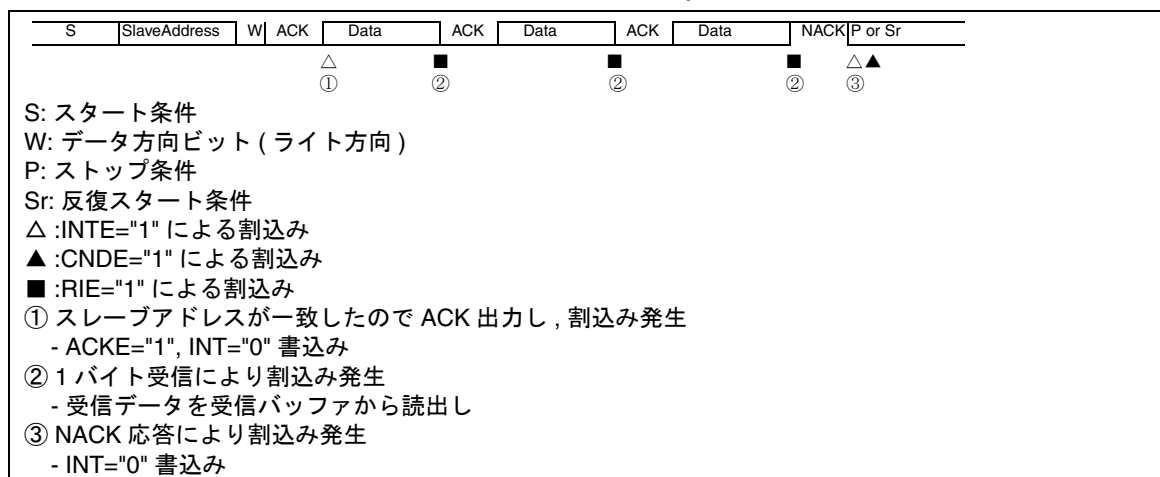 S SlaveAddress W ACK Data ACK Data ACK Data NACK P or Sr
△ ■ ■ ■ △▲
① ② ② ② ③
S: スタート条件
W: データ方向ビット ( ライト方向 )
P: ストップ条件
Sr: 反復スタート条件
△ :INTE="1" による割込み
▲ :CNDE="1" による割込み
■ :RIE="1" による割込み
① スレーブアドレスが一致したので ACK 出力し , 割込み発生
- ACKE="1", INT="0" 書込み
② 1 バイト受信により割込み発生
- 受信データを受信バッファから読出し
③ NACK 応答により割込み発生
- INT="0" 書込み